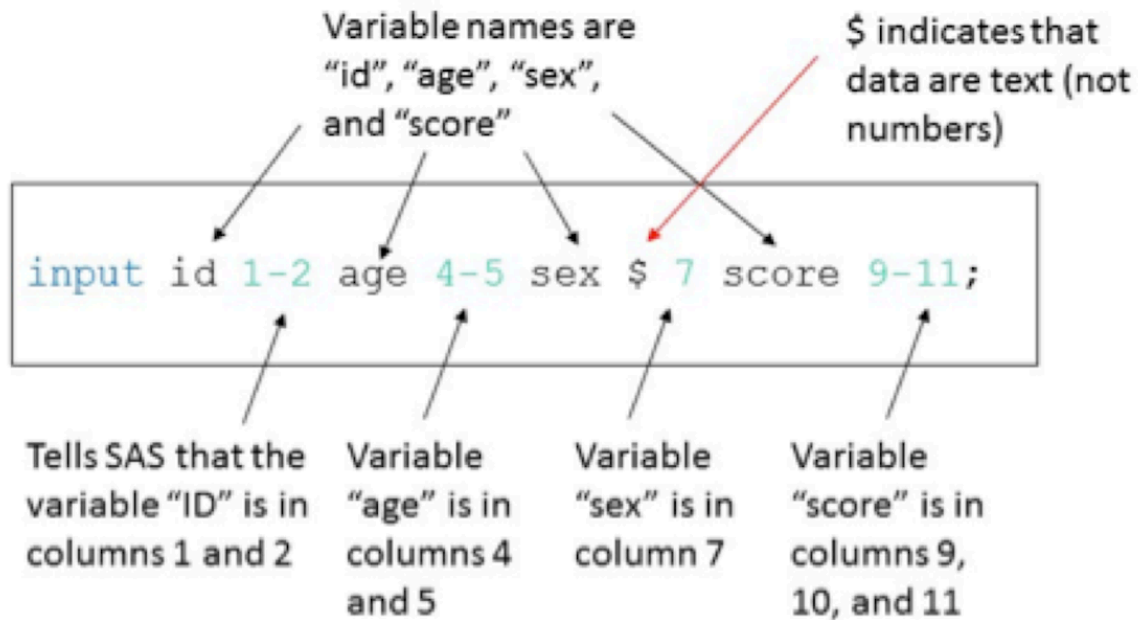 Variable names are
“id”, “age”, “sex”,
and “score”
$ indicates that
data are text (not
numbers)
input id 1-2 age 4-5 sex $ 7 score 9-11;
Tells SAS that the
variable “ID” is in
columns 1 and 2
Variable
“age” is in
columns 4
and 5
Variable
“sex” is in
column 7
Variable
“score” is in
columns 9,
10, and 11